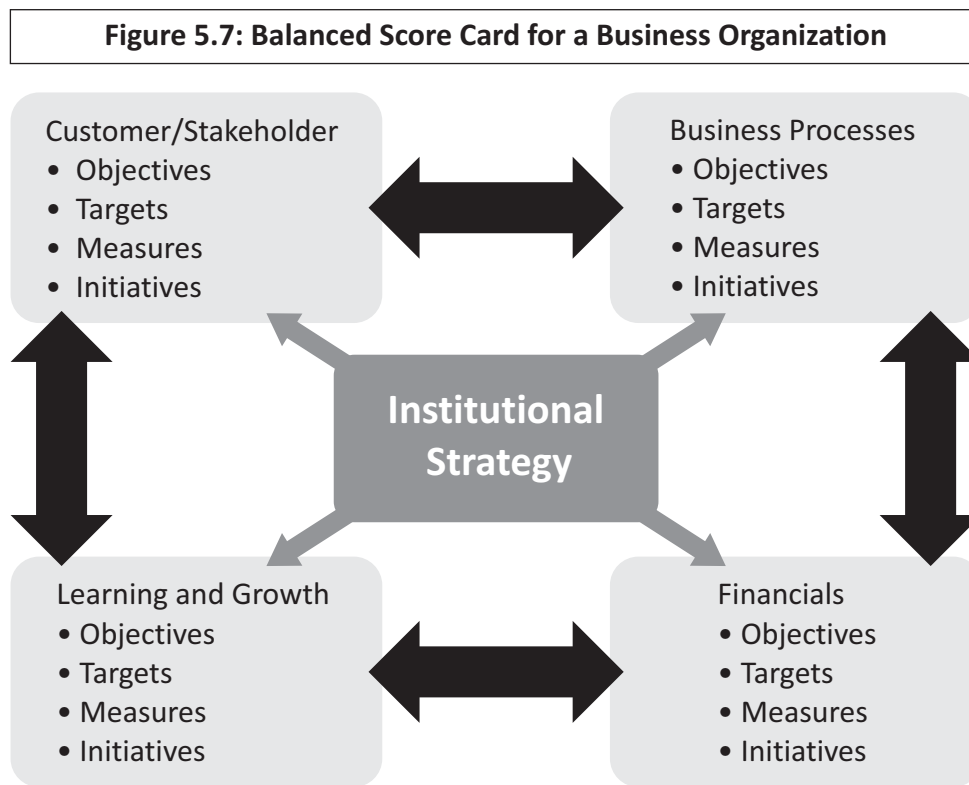 Figure 5.7: Balanced Score Card for a Business Organization
Customer/Stakeholder
• Objectives
• Targets
• Measures
• Initiatives
Business Processes
• Objectives
• Targets
• Measures
• Initiatives
Institutional
Strategy
Learning and Growth
• Objectives
• Targets
• Measures
• Initiatives
Financials
• Objectives
• Targets
• Measures
• Initiatives